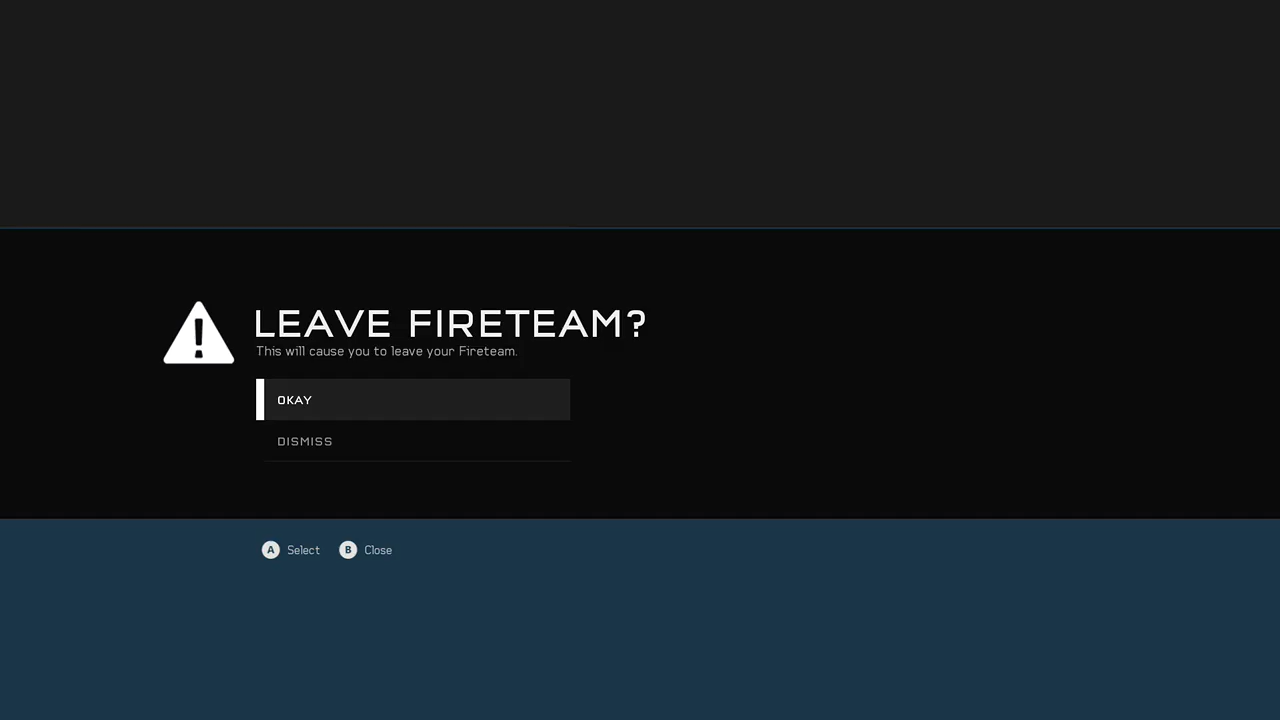 LEAVE FIRETEAM?
This will cause you to leave your Fireteam.
OKAY
DISMISS
A Select B Close